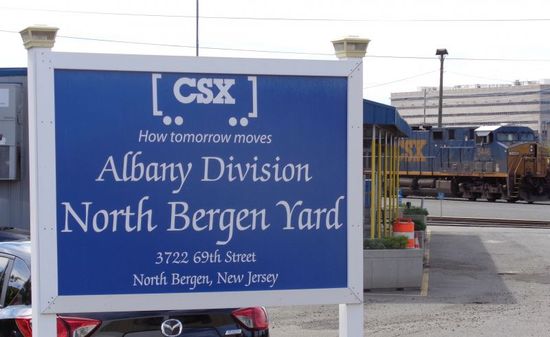 CSX
How tomorrow moves
Albany Division
North Bergen Yard
3722 69th Street
North Bergen, New Jersey
CSX